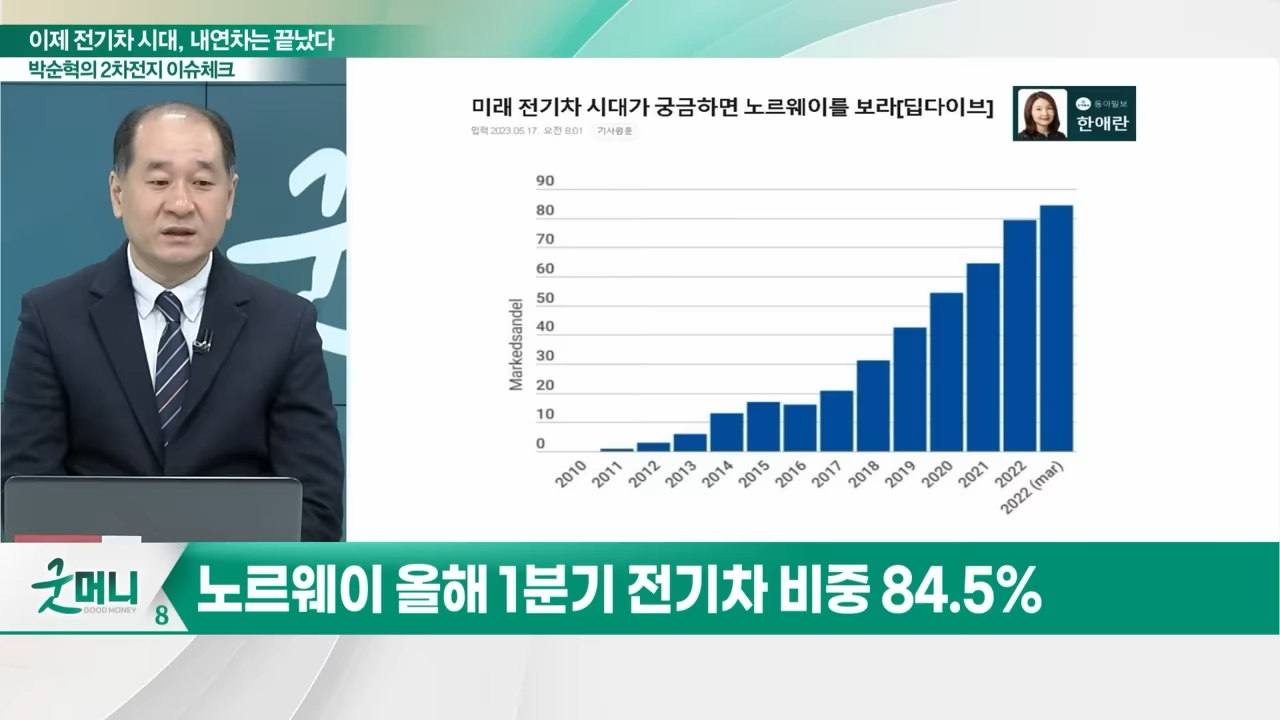 이제 전기차 시대, 내연차는 끝났다
박순혁의 2차전지 이슈체크
미래 전기차 시대가 궁금하면 노르웨이를 보라[딥다이브]
입력 2023.05.17. 오전 8:01 기사원문
동아일보
한애란
90
80
70
60
50
40
30
20
10
0
Markedsandel
2010
2011
2012
2013
2014
2015
2016
2017
2018
2019
2020
2021
2022
2022 (mar)
굿머니
GOOD MONEY
8
노르웨이 올해 1분기 전기차 비중 84.5%